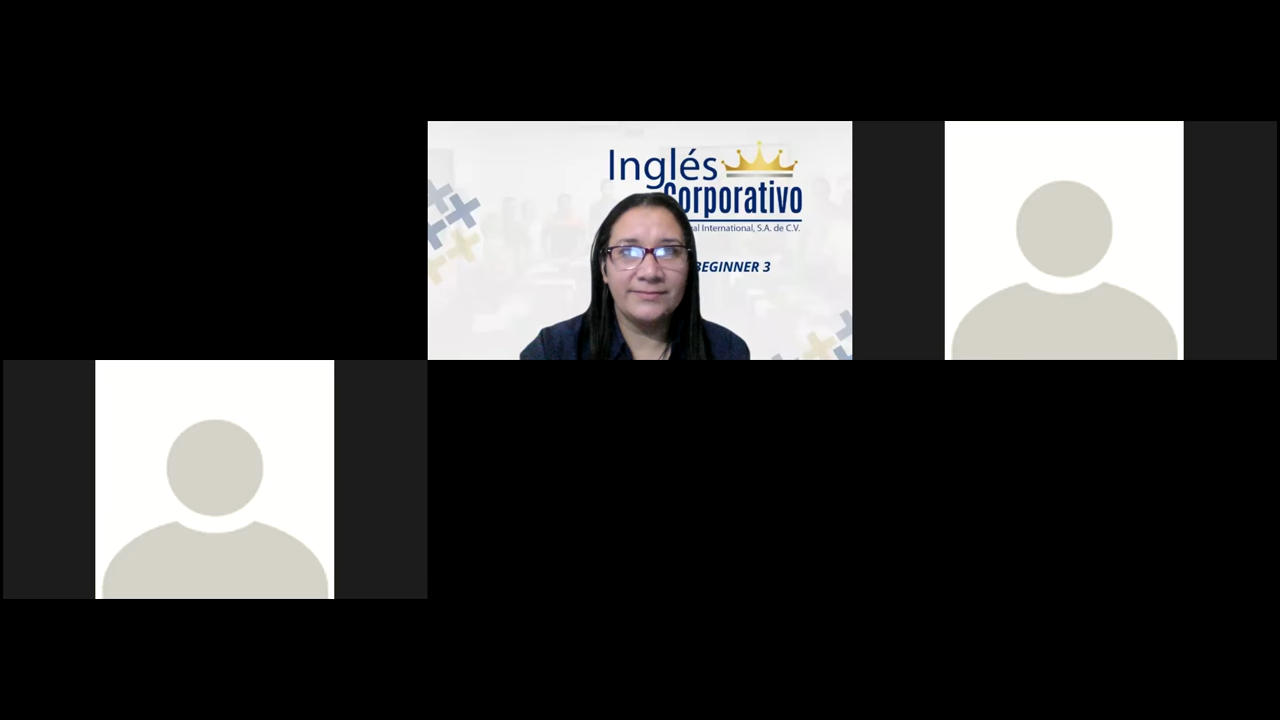 Inglés
Corporativo
al International, S.A. de C.V.
BEGINNER 3